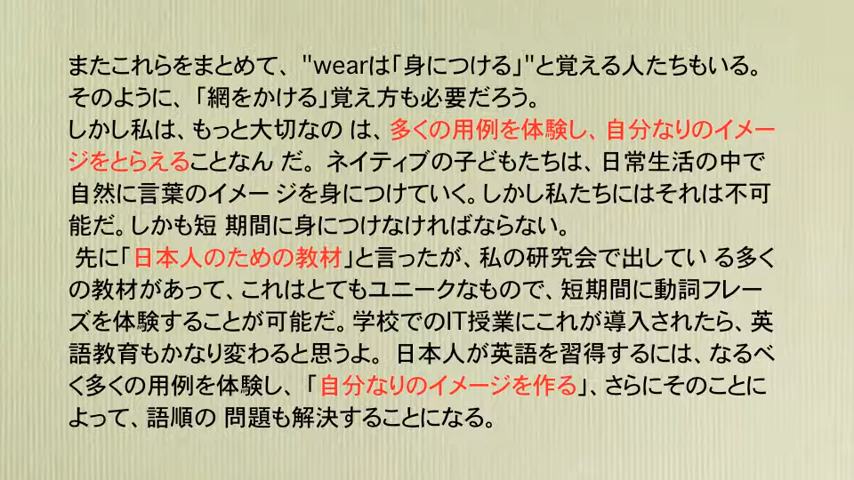 またこれらをまとめて、 "wearは「身につける」"と覚える人たちもいる。
そのように、「網をかける」覚え方も必要だろう。
しかし私は、もっと大切なの は、多くの用例を体験し、自分なりのイメー
ジをとらえることなん だ。 ネイティブの子どもたちは、日常生活の中で
自然に言葉のイメー ジを身につけていく。しかし私たちにはそれは不可
能だ。しかも短 期間に身につけなければならない。
先に「日本人のための教材」と言ったが、私の研究会で出してい る多く
の教材があって、これはとてもユニークなもので、短期間に動詞フレー
ズを体験することが可能だ。学校でのIT授業にこれが導入されたら、英
語教育もかなり変わると思うよ。 日本人が英語を習得するには、なるべ
く多くの用例を体験し、「自分なりのイメージを作る」、さらにそのことに
よって、語順の 問題も解決することになる。